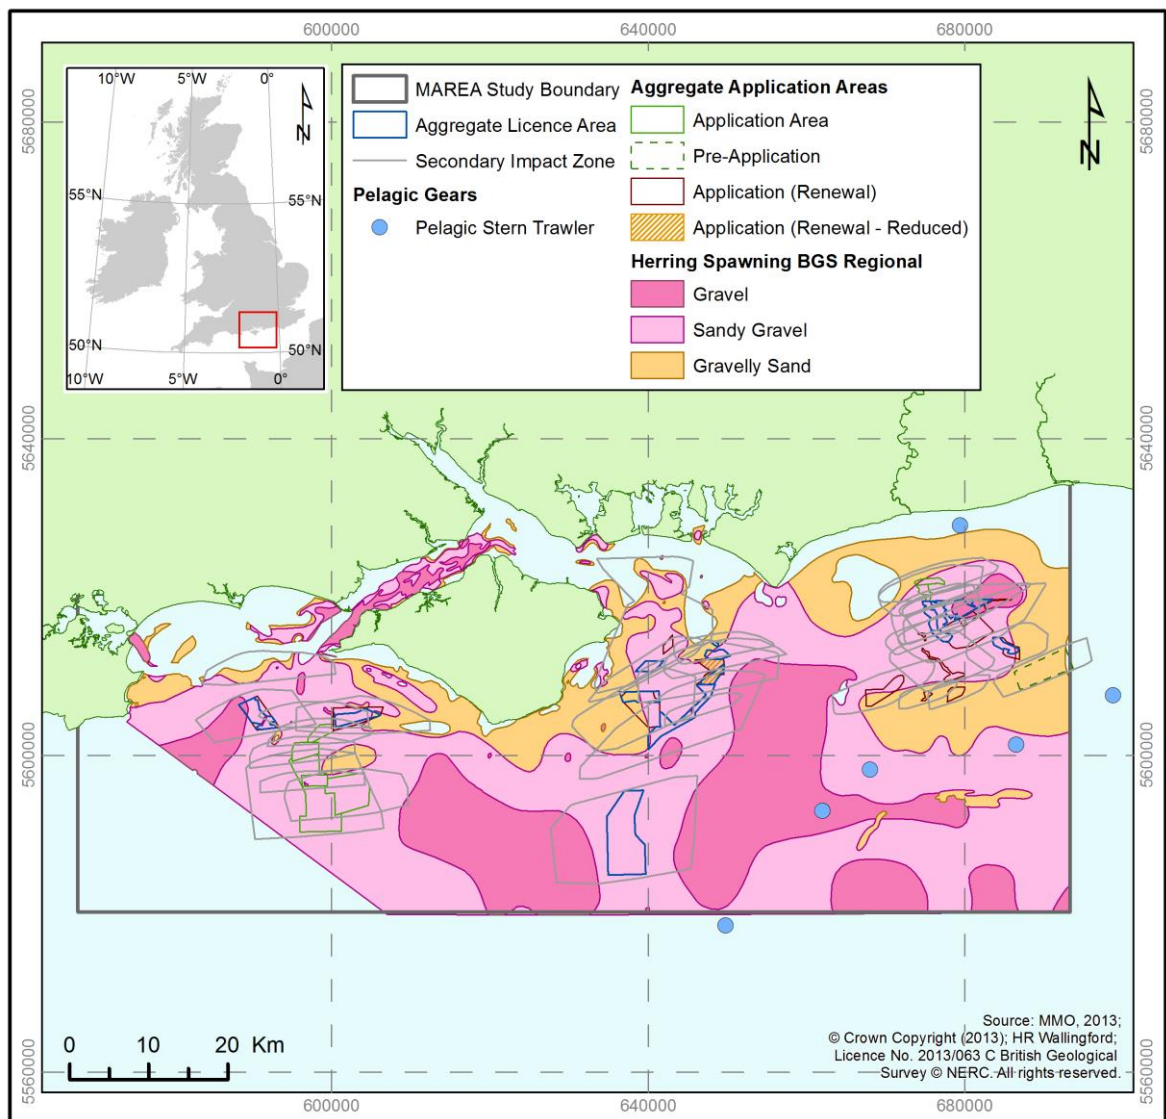 600000
640000
680000
10°W
5°W
0°
N
55°N
55°N
50°N
50°N
10°W
5°W
0°
MAREA Study Boundary
Aggregate Licence Area
Secondary Impact Zone
Pelagic Gears
Pelagic Stern Trawler
Aggregate Application Areas
Application Area
Pre-Application
Application (Renewal)
Application (Renewal - Reduced)
Herring Spawning BGS Regional
Gravel
Sandy Gravel
Gravelly Sand
N
5680000
5680000
5640000
5640000
5600000
5600000
5560000
5560000
0 10 20 Km
Source: MMO, 2013;
© Crown Copyright (2013); HR Wallingford;
Licence No. 2013/063 C British Geological
Survey © NERC. All rights reserved.
600000
640000
680000